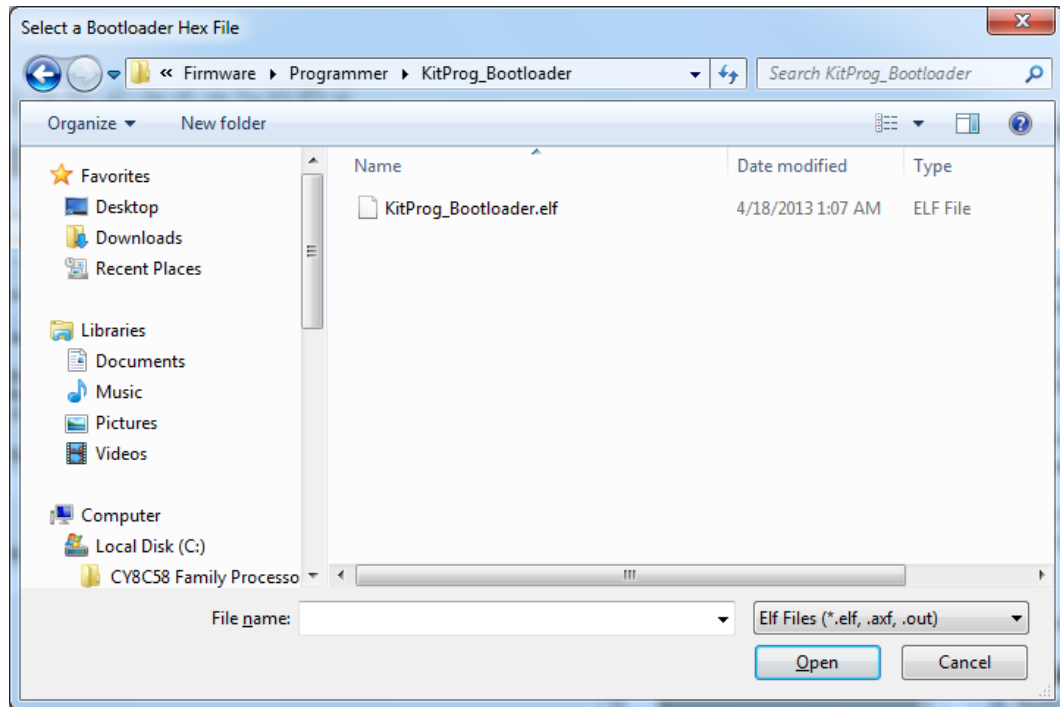 Select a Bootloader Hex File
« Firmware ▸ Programmer ▸ KitProg_Bootloader
Search KitProg_Bootloader
Organize ▾ New folder
Name Date modified Type
Favorites
Desktop
Downloads
Recent Places
Libraries
Documents
Music
Pictures
Videos
Computer
Local Disk (C:)
CY8C58 Family Processo
KitProg_Bootloader.elf 4/18/2013 1:07 AM ELF File
File name:
Elf Files (*.elf, .axf, .out)
Open Cancel